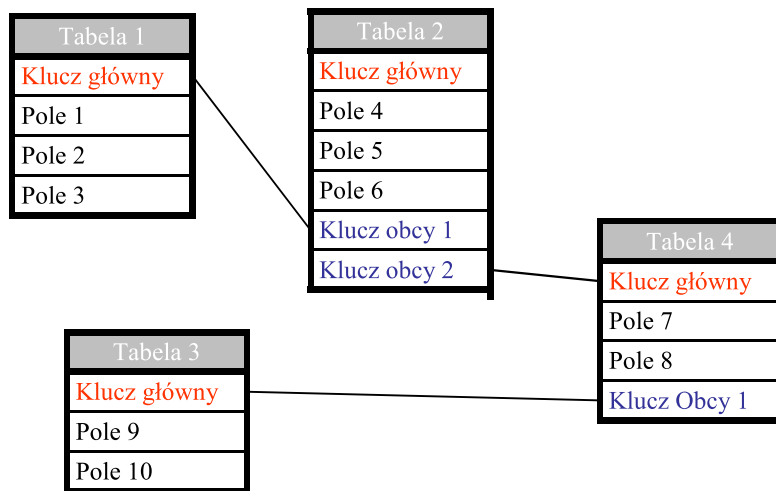 Tabela 1
Klucz główny
Pole 1
Pole 2
Pole 3
Tabela 2
Klucz główny
Pole 4
Pole 5
Pole 6
Klucz obcy 1
Klucz obcy 2
Tabela 4
Klucz główny
Pole 7
Pole 8
Klucz Obcy 1
Tabela 3
Klucz główny
Pole 9
Pole 10